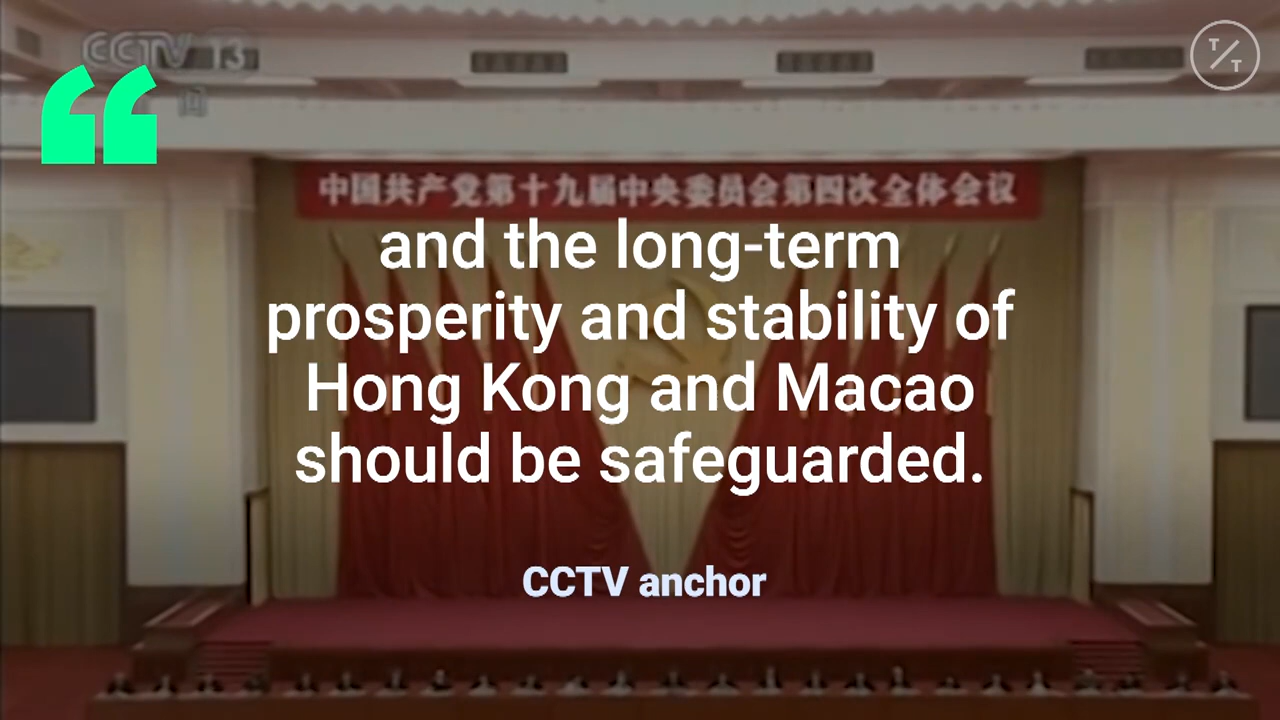 CCTV 13
T/T
中国共产党第十九届中央委员会第四次全体会议
and the long-term
prosperity and stability of
Hong Kong and Macao
should be safeguarded.
CCTV anchor